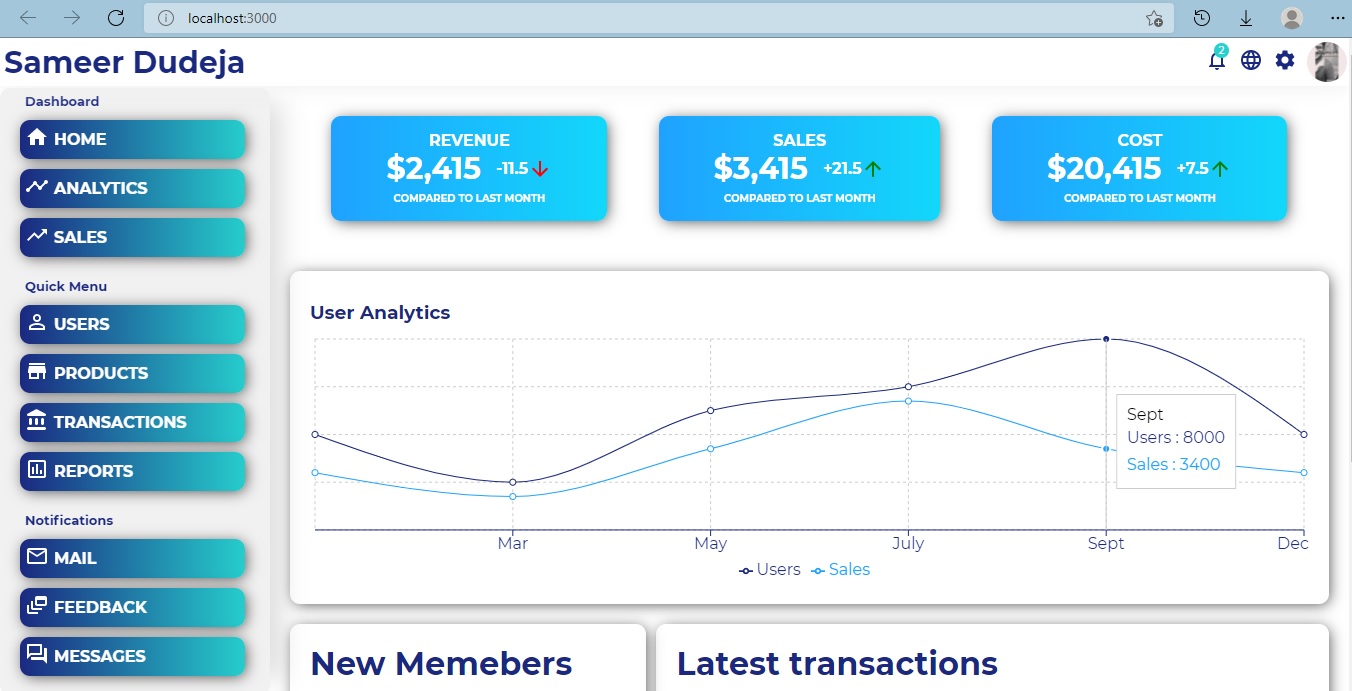 localhost:3000
Sameer Dudeja
2
Dashboard
HOME
ANALYTICS
SALES
Quick Menu
USERS
PRODUCTS
TRANSACTIONS
REPORTS
Notifications
MAIL
FEEDBACK
MESSAGES
REVENUE
$2,415 -11.5
COMPARED TO LAST MONTH
SALES
$3,415 +21.5
COMPARED TO LAST MONTH
COST
$20,415 +7.5
COMPARED TO LAST MONTH
User Analytics
Sept
Users : 8000
Sales : 3400
Mar May July Sept Dec
Users Sales
New Memebers
Latest transactions